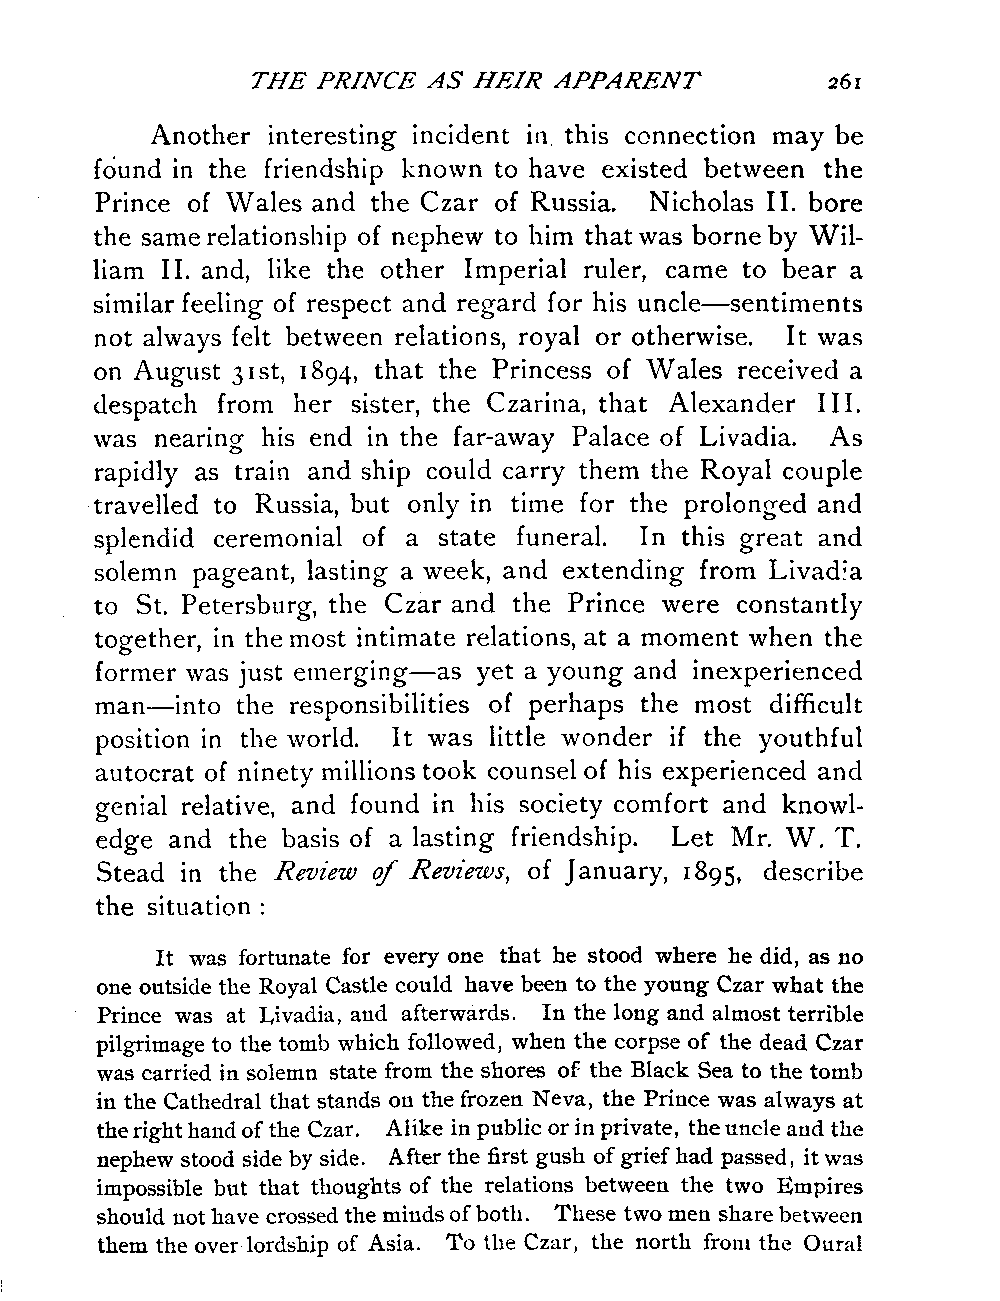 THE PRINCE AS HEIR APPARENT 261
Another interesting incident in this connection may be
found in the friendship known to have existed between the
Prince of Wales and the Czar of Russia. Nicholas II. bore
the same relationship of nephew to him that was borne by Wil-
liam II. and, like the other Imperial ruler, came to bear a
similar feeling of respect and regard for his uncle—sentiments
not always felt between relations, royal or otherwise. It was
on August 31st, 1894, that the Princess of Wales received a
despatch from her sister, the Czarina, that Alexander III.
was nearing his end in the far-away Palace of Livadia. As
rapidly as train and ship could carry them the Royal couple
travelled to Russia, but only in time for the prolonged and
splendid ceremonial of a state funeral. In this great and
solemn pageant, lasting a week, and extending from Livadia
to St. Petersburg, the Czar and the Prince were constantly
together, in the most intimate relations, at a moment when the
former was just emerging—as yet a young and inexperienced
man—into the responsibilities of perhaps the most difficult
position in the world. It was little wonder if the youthful
autocrat of ninety millions took counsel of his experienced and
genial relative, and found in his society comfort and knowl-
edge and the basis of a lasting friendship. Let Mr. W. T.
Stead in the Review of Reviews, of January, 1895, describe
the situation :
It was fortunate for every one that he stood where he did, as no
one outside the Royal Castle could have been to the young Czar what the
Prince was at Livadia, and afterwards. In the long and almost terrible
pilgrimage to the tomb which followed, when the corpse of the dead Czar
was carried in solemn state from the shores of the Black Sea to the tomb
in the Cathedral that stands on the frozen Neva, the Prince was always at
the right hand of the Czar. Alike in public or in private, the uncle and the
nephew stood side by side. After the first gush of grief had passed, it was
impossible but that thoughts of the relations between the two Empires
should not have crossed the minds of both. These two men share between
them the over lordship of Asia. To the Czar, the north from the Oural